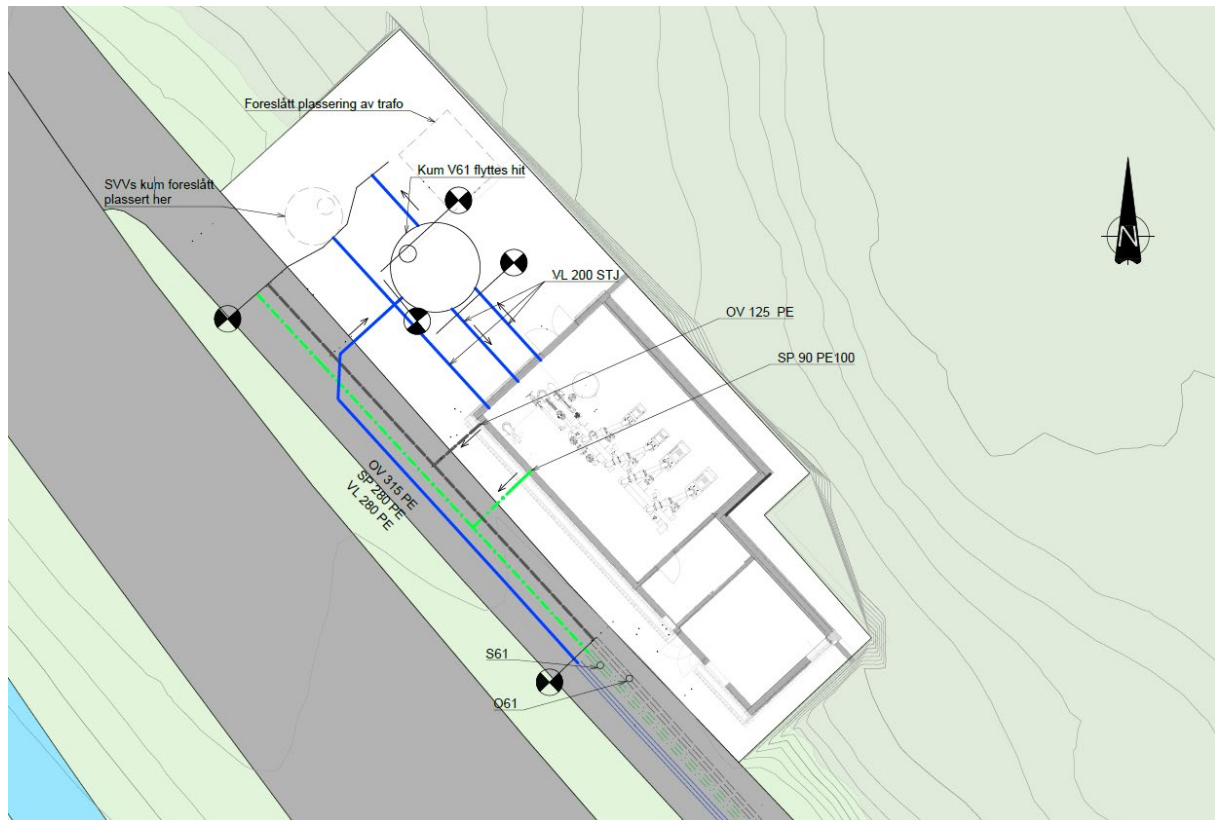 Foreslått plassering av trafo
Kum V61 flyttes hit
SVVs kum foreslått
plassert her
N
VL 200 STJ
OV 125 PE
SP 90 PE100
OV 315 PE
SP 280 PE
VL 280 PE
S61
O61